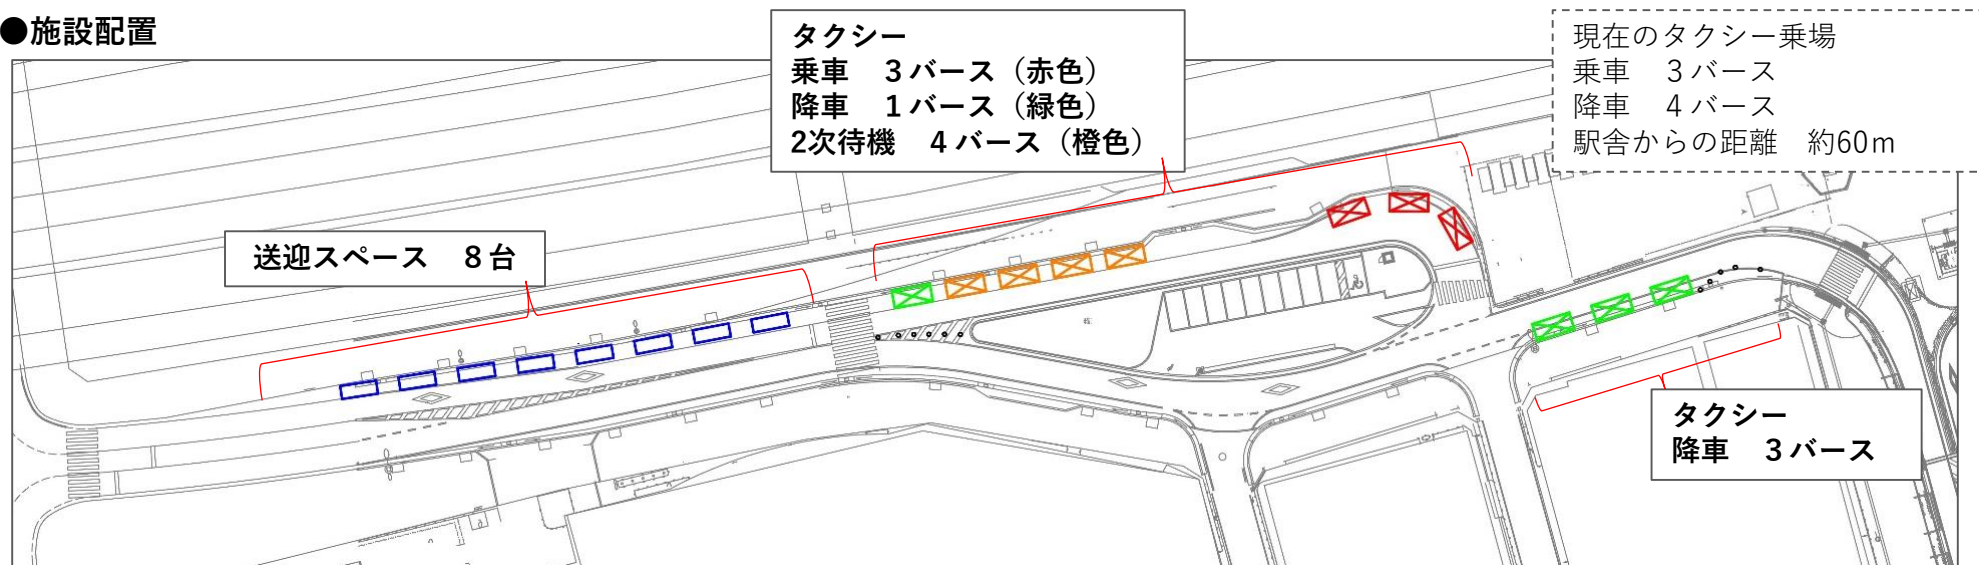 ●施設配置
タクシー
乗車　３バース（赤色）
降車　１バース（緑色）
2次待機　４バース（橙色）
現在のタクシー乗場
乗車　３バース
降車　４バース
駅舎からの距離　約60ｍ
送迎スペース　８台
タクシー
降車　３バース